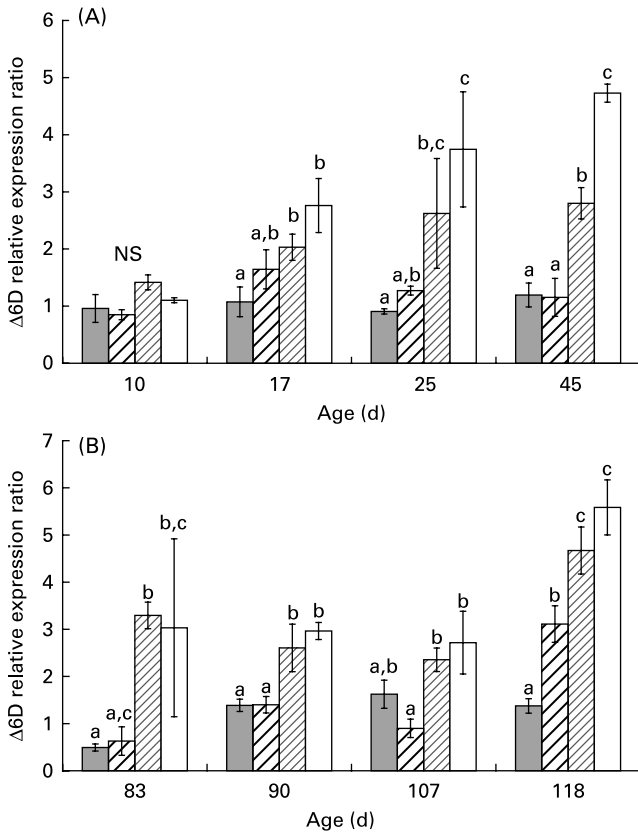 (A)
6
5
4
3
2
1
0
Δ6D relative expression ratio
NS
a
a,b
b
b
a
a,b
b,c
c
a
a
b
c
10 17 25 45
Age (d)
(B)
7
6
5
4
3
2
1
0
Δ6D relative expression ratio
a
a,c
b
b,c
a
a
b
b
a,b
a
b
b
a
b
c
c
83 90 107 118
Age (d)